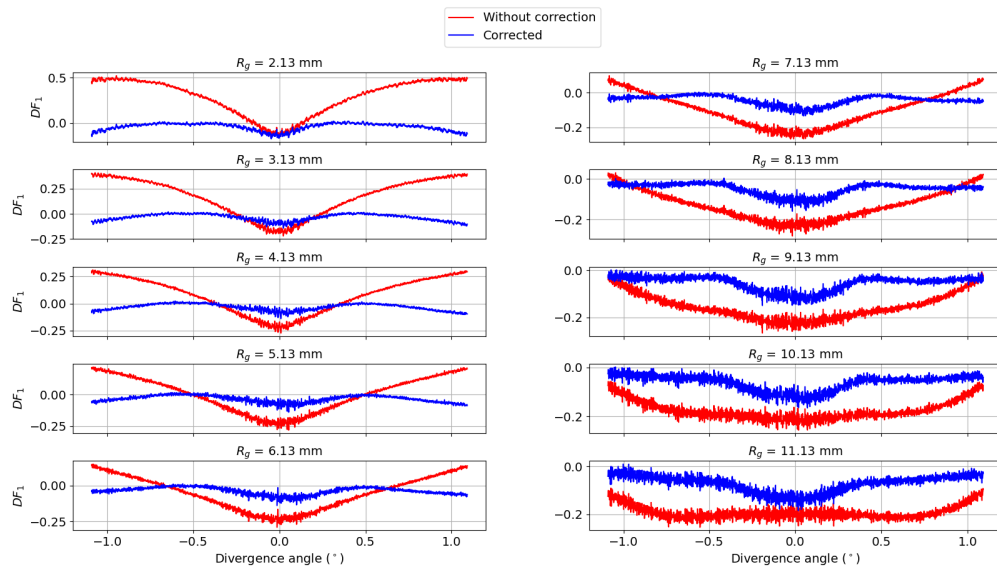 Without correction
Corrected
R_g = 2.13 mm
DF_1
0.5
0.0
R_g = 3.13 mm
DF_1
0.25
0.00
−0.25
R_g = 4.13 mm
DF_1
0.25
0.00
−0.25
R_g = 5.13 mm
DF_1
0.00
−0.25
R_g = 6.13 mm
DF_1
0.00
−0.25
−1.0 −0.5 0.0 0.5 1.0
Divergence angle (°)
R_g = 7.13 mm
0.0
−0.2
R_g = 8.13 mm
0.0
−0.2
R_g = 9.13 mm
0.0
−0.2
R_g = 10.13 mm
0.0
−0.2
R_g = 11.13 mm
0.0
−0.2
−1.0 −0.5 0.0 0.5 1.0
Divergence angle (°)